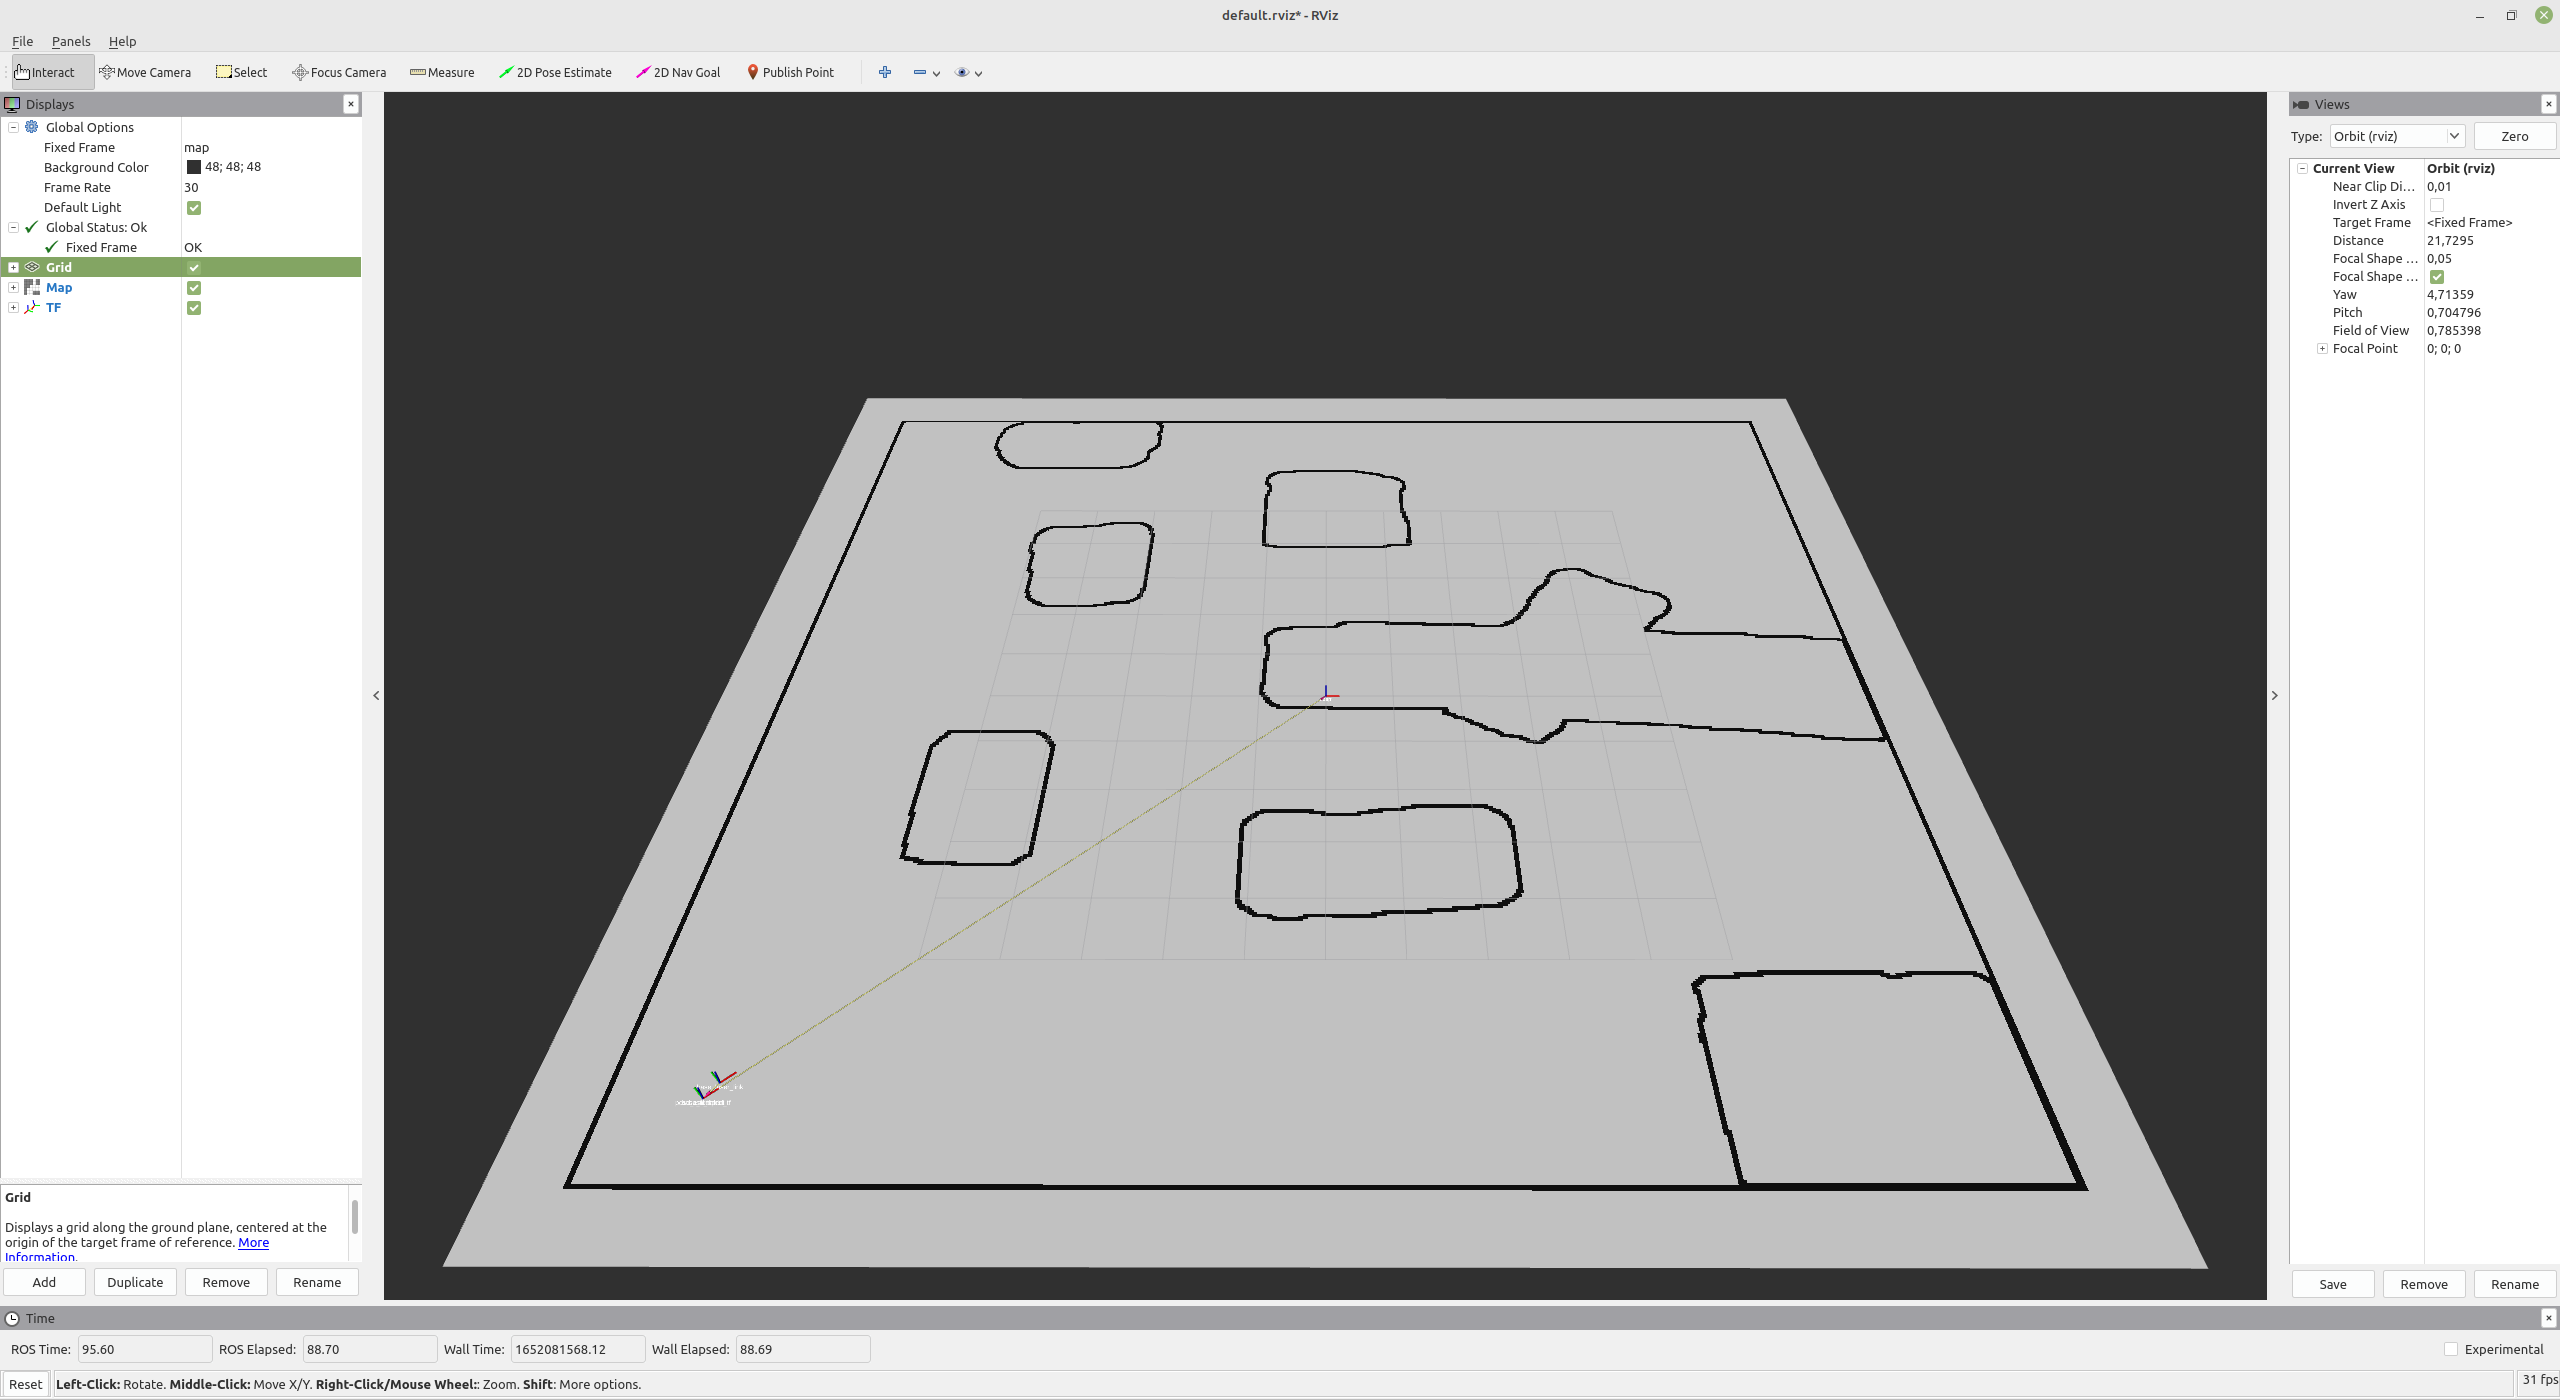 default.rviz* - RViz
File Panels Help
Interact Move Camera Select Focus Camera Measure 2D Pose Estimate 2D Nav Goal Publish Point
Displays
Global Options
Fixed Frame map
Background Color 48; 48; 48
Frame Rate 30
Default Light
Global Status: Ok
Fixed Frame OK
Grid
Map
TF
Grid
Displays a grid along the ground plane, centered at the
origin of the target frame of reference. More
Information.
Add Duplicate Remove Rename
Views
Type: Orbit (rviz) Zero
Current View Orbit (rviz)
Near Clip Di... 0,01
Invert Z Axis
Target Frame <Fixed Frame>
Distance 21,7295
Focal Shape ... 0,05
Focal Shape ...
Yaw 4,71359
Pitch 0,704796
Field of View 0,785398
Focal Point 0; 0; 0
Save Remove Rename
Time
ROS Time: 95.60 ROS Elapsed: 88.70 Wall Time: 1652081568.12 Wall Elapsed: 88.69 Experimental
Reset Left-Click: Rotate. Middle-Click: Move X/Y. Right-Click/Mouse Wheel:: Zoom. Shift: More options. 31 fps